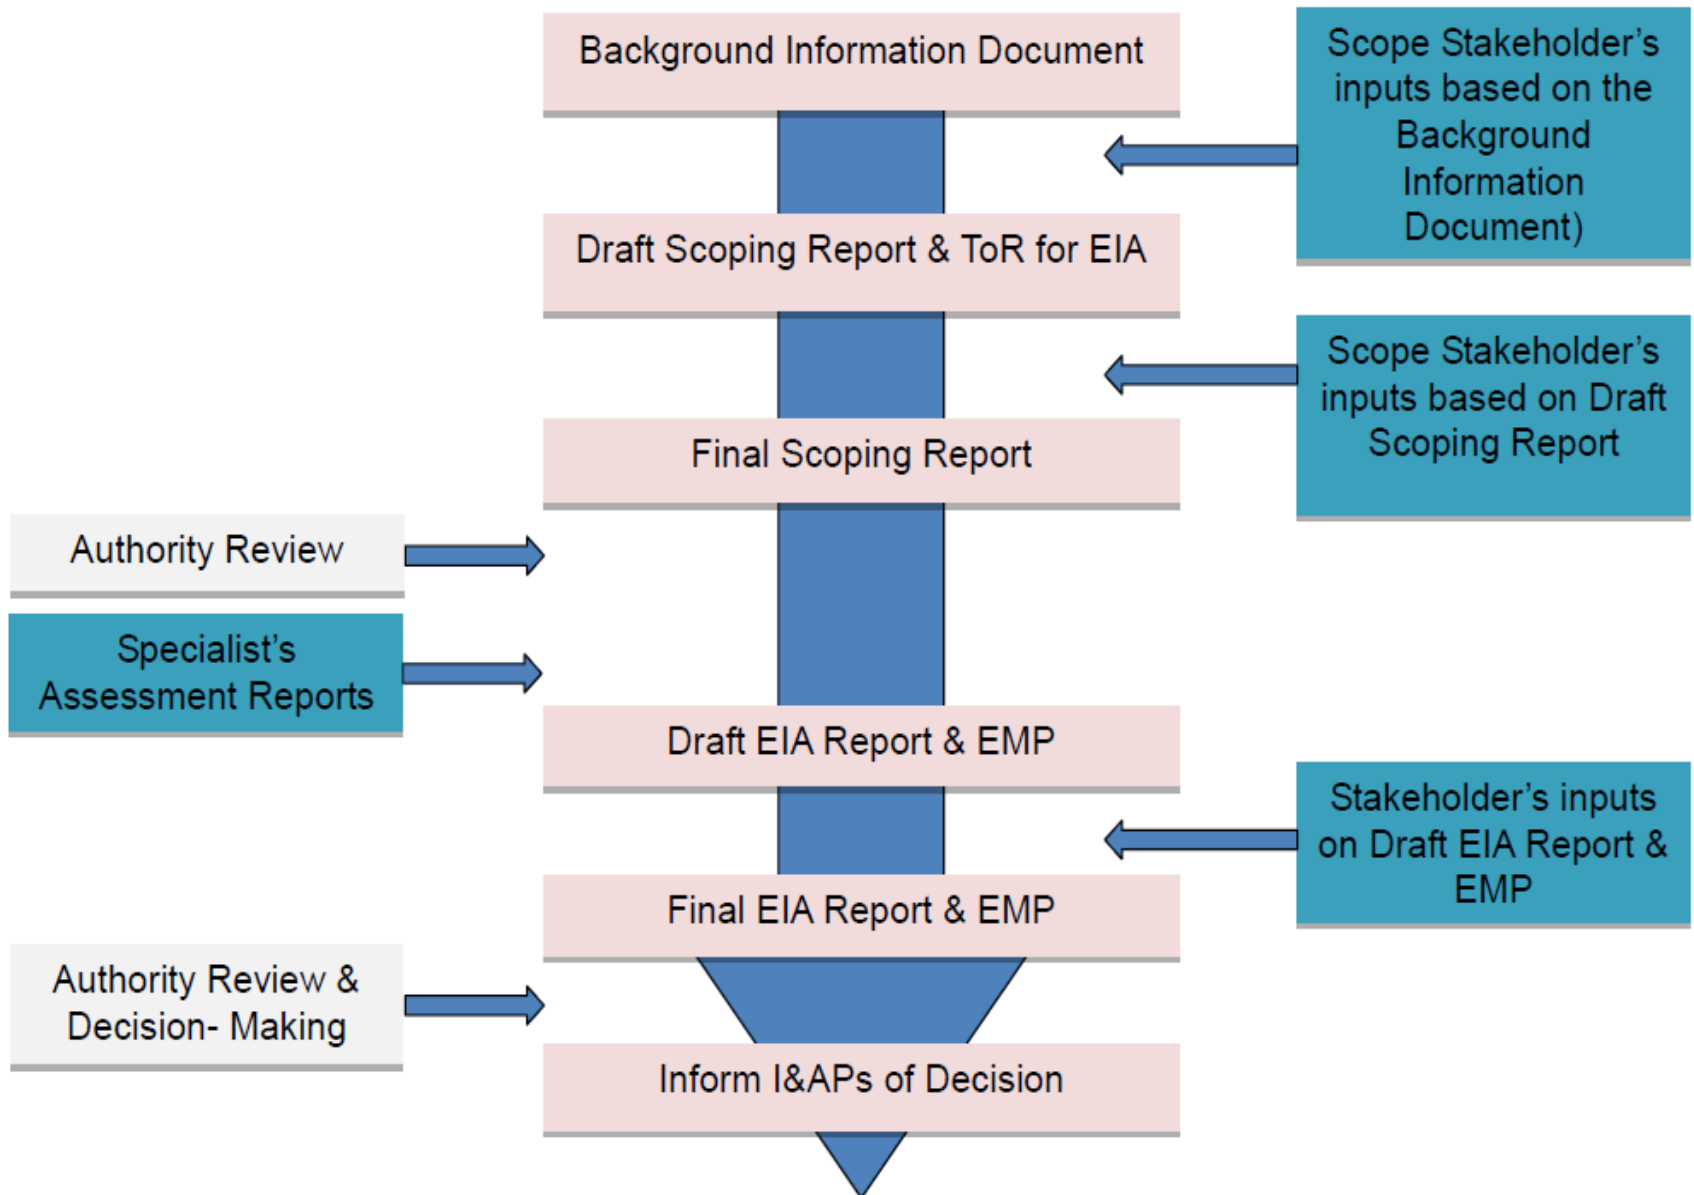 Background Information Document
Scope Stakeholder’s
inputs based on the
Background
Information
Document)
Draft Scoping Report & ToR for EIA
Scope Stakeholder’s
inputs based on Draft
Scoping Report
Final Scoping Report
Authority Review
Specialist’s
Assessment Reports
Draft EIA Report & EMP
Stakeholder’s inputs
on Draft EIA Report &
EMP
Final EIA Report & EMP
Authority Review &
Decision- Making
Inform I&APs of Decision